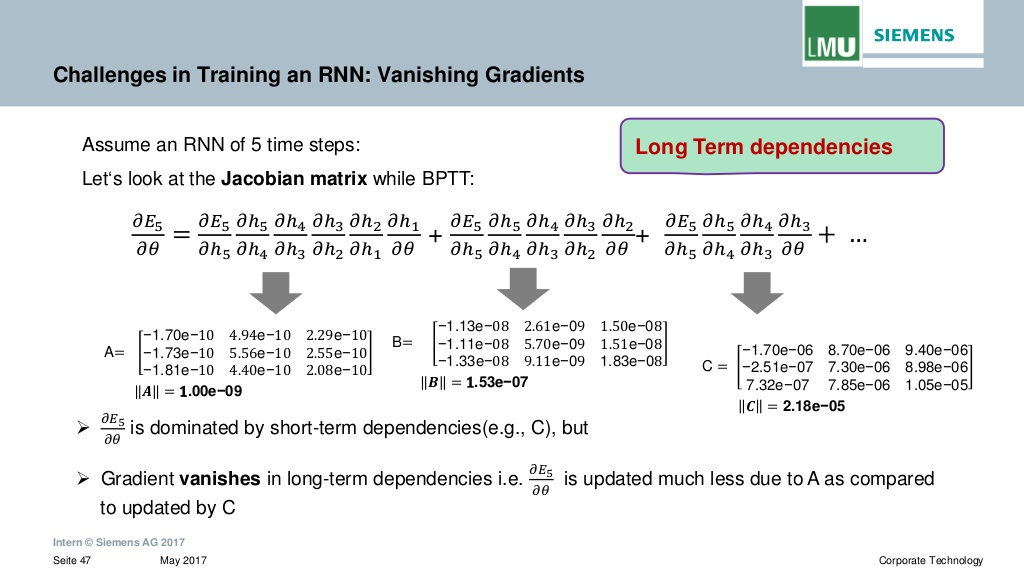 LMU SIEMENS
Challenges in Training an RNN: Vanishing Gradients
Assume an RNN of 5 time steps:
Long Term dependencies
Let‘s look at the Jacobian matrix while BPTT:
∂E₅/∂θ = ∂E₅/∂h₅ ∂h₅/∂h₄ ∂h₄/∂h₃ ∂h₃/∂h₂ ∂h₂/∂h₁ ∂h₁/∂θ + ∂E₅/∂h₅ ∂h₅/∂h₄ ∂h₄/∂h₃ ∂h₃/∂h₂ ∂h₂/∂θ + ∂E₅/∂h₅ ∂h₅/∂h₄ ∂h₄/∂h₃ ∂h₃/∂θ + ...
A=
−1.70e−10 4.94e−10 2.29e−10
−1.73e−10 5.56e−10 2.55e−10
−1.81e−10 4.40e−10 2.08e−10
‖A‖ = 1.00e−09
B=
−1.13e−08 2.61e−09 1.50e−08
−1.11e−08 5.70e−09 1.51e−08
−1.33e−08 9.11e−09 1.83e−08
‖B‖ = 1.53e−07
C =
−1.70e−06 8.70e−06 9.40e−06
−2.51e−07 7.30e−06 8.98e−06
7.32e−07 7.85e−06 1.05e−05
‖C‖ = 2.18e−05
➢ ∂E₅/∂θ is dominated by short-term dependencies(e.g., C), but
➢ Gradient vanishes in long-term dependencies i.e. ∂E₅/∂θ is updated much less due to A as compared
to updated by C
Intern © Siemens AG 2017
Seite 47 May 2017 Corporate Technology